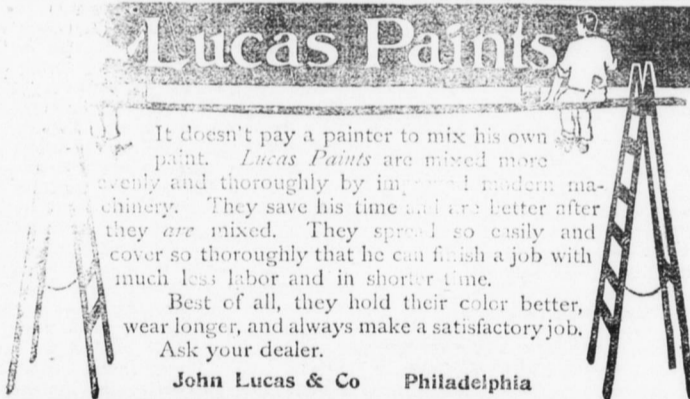 Lucas Paints
It doesn't pay a painter to mix his own
paint. Lucas Paints are mixed more
evenly and thoroughly by improved modern ma-
chinery. They save his time and are better after
they are mixed. They spread so easily and
cover so thoroughly that he can finish a job with
much less labor and in shorter time.
Best of all, they hold their color better,
wear longer, and always make a satisfactory job.
Ask your dealer.
John Lucas & Co Philadelphia